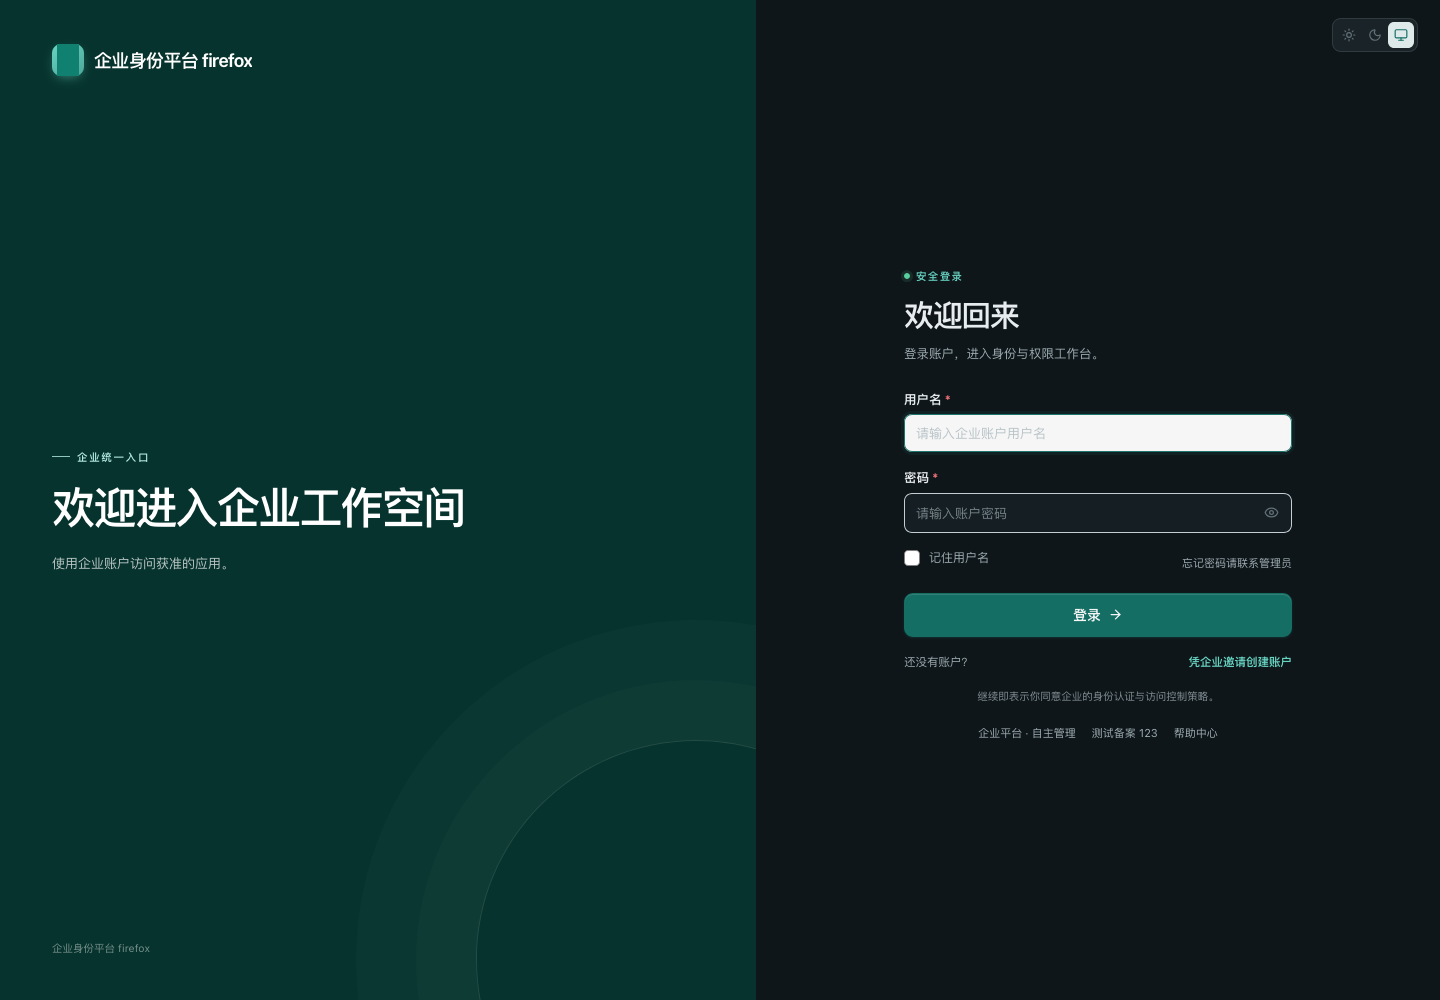 企业身份平台 firefox
企业统一入口
欢迎进入企业工作空间
使用企业账户访问获准的应用。
企业身份平台 firefox
安全登录
欢迎回来
登录账户，进入身份与权限工作台。
用户名 *
请输入企业账户用户名
密码 *
请输入账户密码
记住用户名
忘记密码请联系管理员
登录 →
还没有账户?
凭企业邀请创建账户
继续即表示你同意企业的身份认证与访问控制策略。
企业平台 · 自主管理 测试备案 123 帮助中心